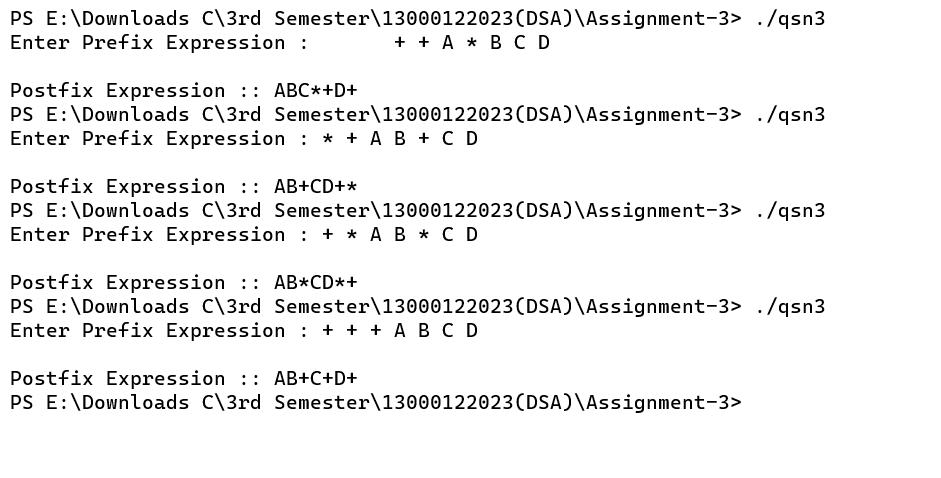 PS E:\Downloads C\3rd Semester\13000122023(DSA)\Assignment-3> ./qsn3
Enter Prefix Expression :       + + A * B C D
Postfix Expression :: ABC*+D+
PS E:\Downloads C\3rd Semester\13000122023(DSA)\Assignment-3> ./qsn3
Enter Prefix Expression : * + A B + C D
Postfix Expression :: AB+CD+*
PS E:\Downloads C\3rd Semester\13000122023(DSA)\Assignment-3> ./qsn3
Enter Prefix Expression : + * A B * C D
Postfix Expression :: AB*CD*+
PS E:\Downloads C\3rd Semester\13000122023(DSA)\Assignment-3> ./qsn3
Enter Prefix Expression : + + + A B C D
Postfix Expression :: AB+C+D+
PS E:\Downloads C\3rd Semester\13000122023(DSA)\Assignment-3>